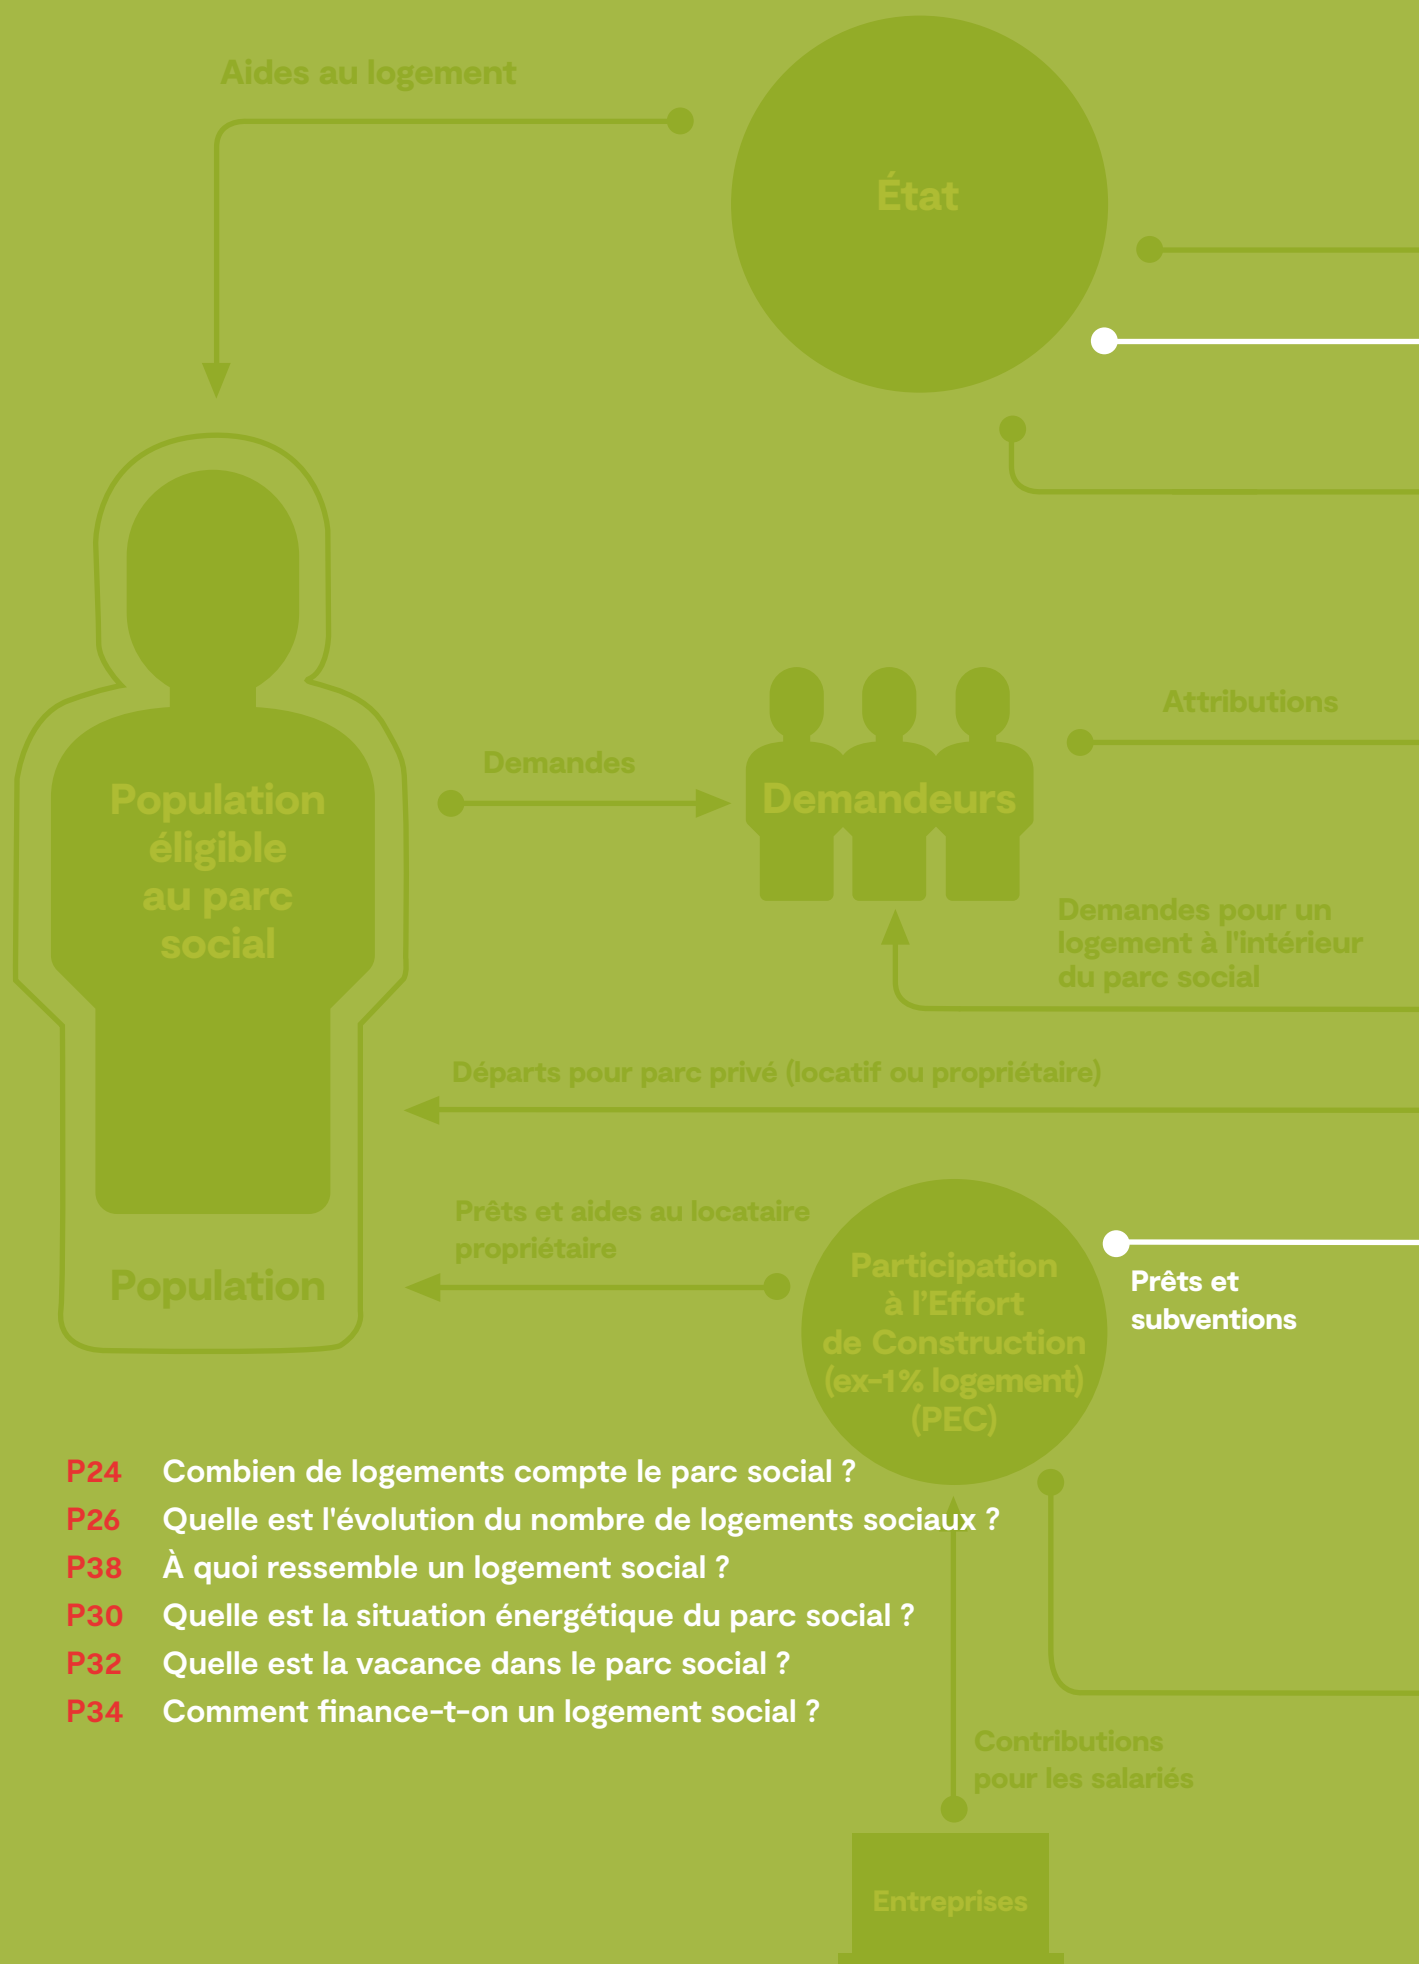 Aides au logement
État
Attributions
Demandes
Demandeurs
Population
éligible
au parc
social
Demandes pour un
logement à l'intérieur
du parc social
Départs pour parc privé (locatif ou propriétaire)
Prêts et aides au locataire
propriétaire
Population
Participation
à l’Effort
de Construction
(ex-1% logement)
(PEC)
Prêts et
subventions
P24 Combien de logements compte le parc social ?
P26 Quelle est l'évolution du nombre de logements sociaux ?
P38 À quoi ressemble un logement social ?
P30 Quelle est la situation énergétique du parc social ?
P32 Quelle est la vacance dans le parc social ?
P34 Comment finance-t-on un logement social ?
Contributions
pour les salariés
Entreprises